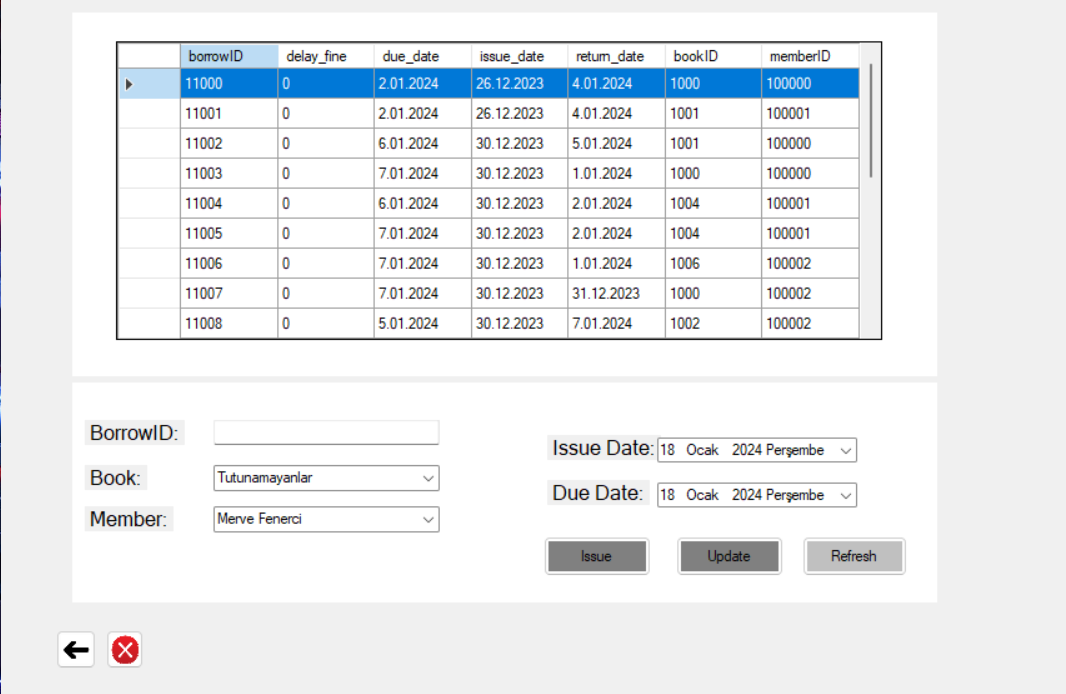 borrowID delay_fine due_date issue_date return_date bookID memberID
11000 0 2.01.2024 26.12.2023 4.01.2024 1000 100000
11001 0 2.01.2024 26.12.2023 4.01.2024 1001 100001
11002 0 6.01.2024 30.12.2023 5.01.2024 1001 100000
11003 0 7.01.2024 30.12.2023 1.01.2024 1000 100000
11004 0 6.01.2024 30.12.2023 2.01.2024 1004 100001
11005 0 7.01.2024 30.12.2023 2.01.2024 1004 100001
11006 0 7.01.2024 30.12.2023 1.01.2024 1006 100002
11007 0 7.01.2024 30.12.2023 31.12.2023 1000 100002
11008 0 5.01.2024 30.12.2023 7.01.2024 1002 100002
BorrowID:
Book: Tutunamayanlar
Member: Merve Fenerci
Issue Date: 18 Ocak 2024 Perşembe
Due Date: 18 Ocak 2024 Perşembe
Issue Update Refresh